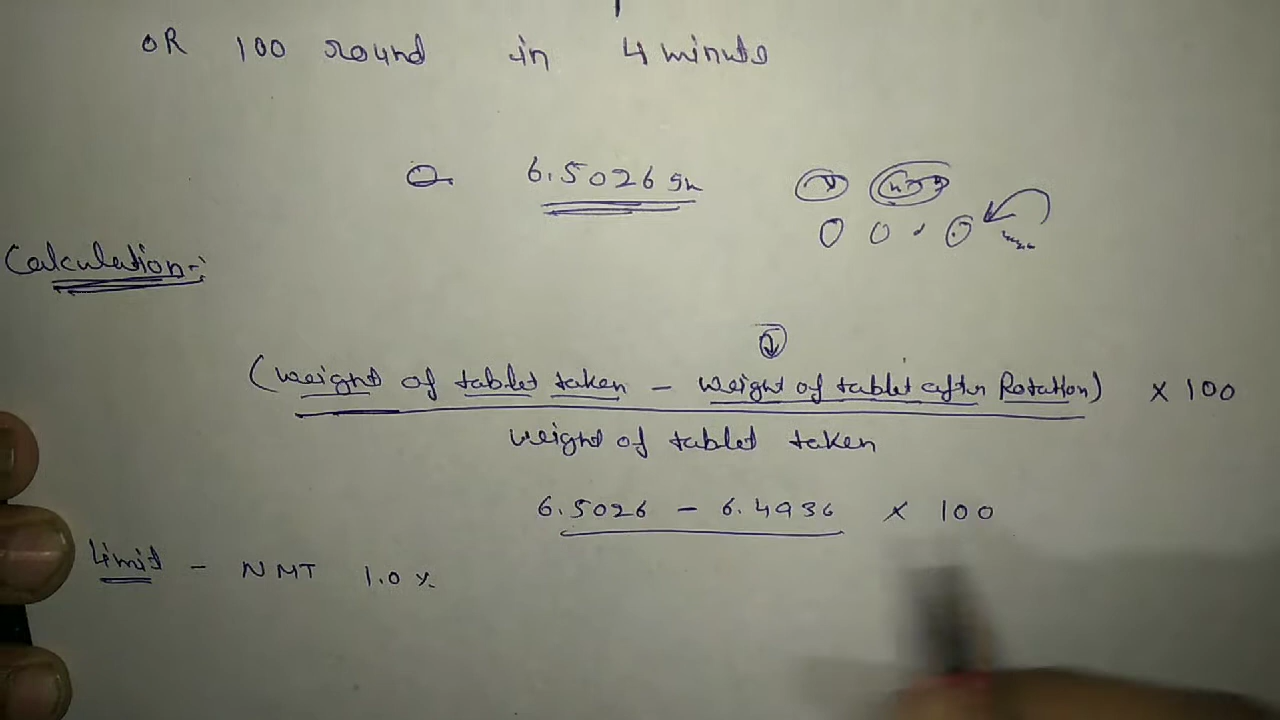 OR 100 round in 4 minute
6.5026 gm
Calculation:-
(weight of tablet taken - weight of tablet after Rotation) x 100
weight of tablet taken
6.5026 - 6.4936 x 100
Limit - NMT 1.0 %